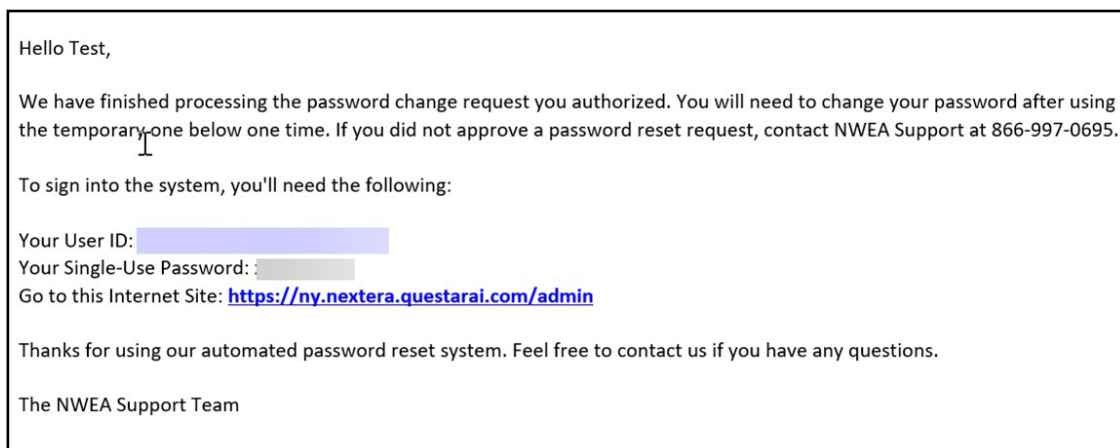 Hello Test,
We have finished processing the password change request you authorized. You will need to change your password after using
the temporary one below one time. If you did not approve a password reset request, contact NWEA Support at 866-997-0695.
To sign into the system, you'll need the following:
Your User ID:
Your Single-Use Password:
Go to this Internet Site: https://ny.nextera.questarai.com/admin
Thanks for using our automated password reset system. Feel free to contact us if you have any questions.
The NWEA Support Team